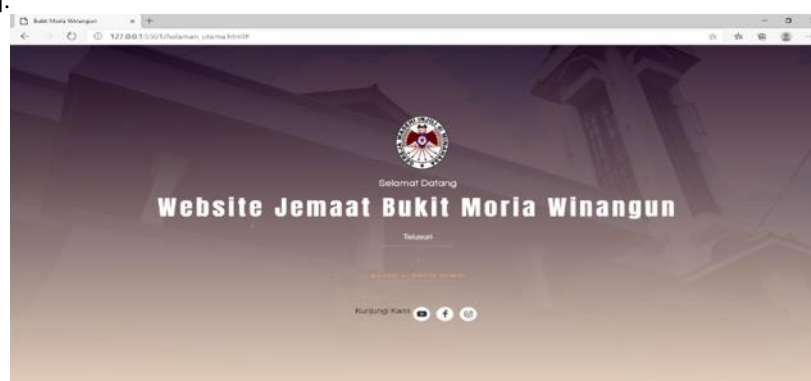 Bukit Moria Winangun
127.0.0.1:5501/halaman_utama.html#
Selamat Datang
Website Jemaat Bukit Moria Winangun
Telusuri
Kunjungi Kami